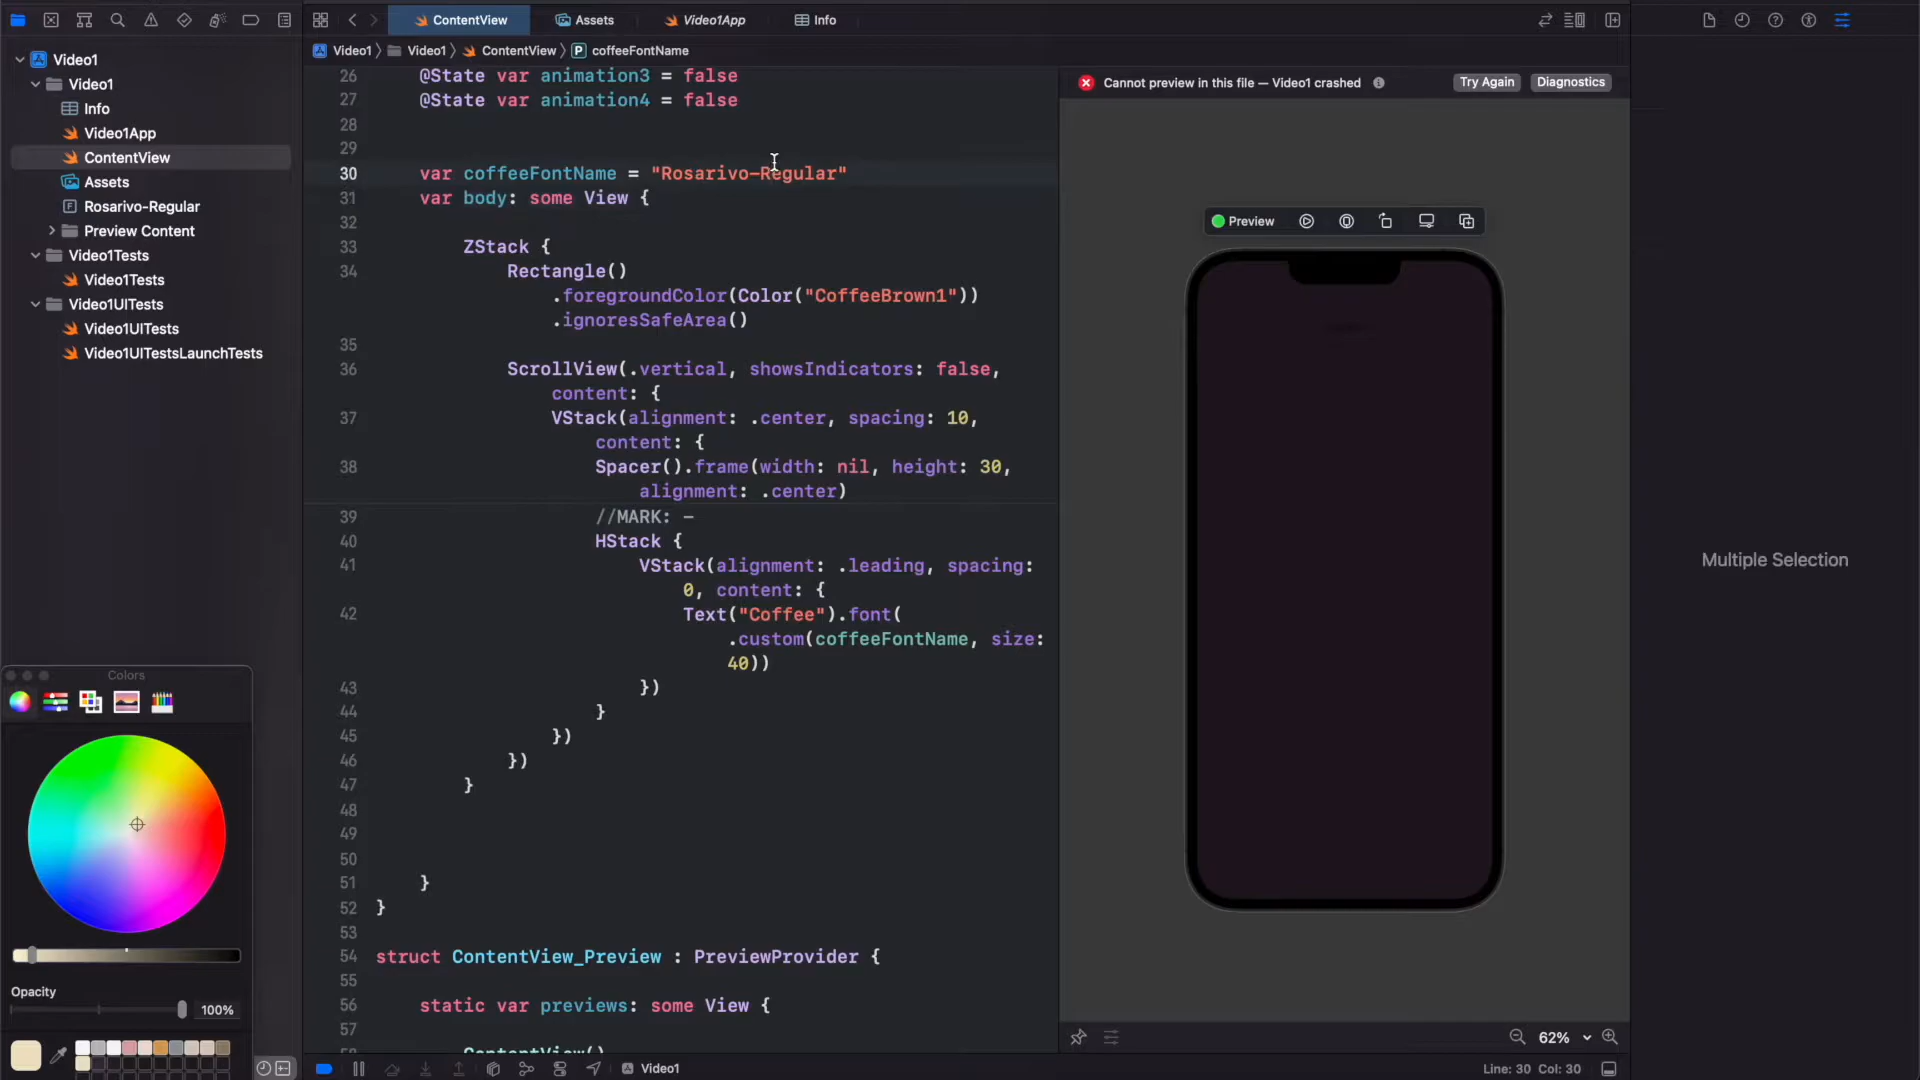 ContentView
Assets
Video1App
Info
Video1
Video1
ContentView
P
coffeeFontName
Video1
Video1
Info
Video1App
ContentView
Assets
F
Rosarivo-Regular
Preview Content
Video1Tests
Video1Tests
Video1UITests
Video1UITests
Video1UITestsLaunchTests
26 @State var animation3 = false
27 @State var animation4 = false
28
29
30 var coffeeFontName = "Rosarivo-Regular"
31 var body: some View {
32
33 ZStack {
34 Rectangle()
.foregroundColor(Color("CoffeeBrown1"))
.ignoresSafeArea()
35
36 ScrollView(.vertical, showsIndicators: false,
content: {
37 VStack(alignment: .center, spacing: 10,
content: {
38 Spacer().frame(width: nil, height: 30,
alignment: .center)
39 //MARK: -
40 HStack {
41 VStack(alignment: .leading, spacing:
0, content: {
42 Text("Coffee").font(
.custom(coffeeFontName, size:
40))
43 })
44 }
45 })
46 })
47 }
48
49
50
51 }
52 }
53
54 struct ContentView_Preview : PreviewProvider {
55
56 static var previews: some View {
57
58 ContentView()
Cannot preview in this file — Video1 crashed
Try Again
Diagnostics
Preview
Multiple Selection
Colors
Opacity
100%
62%
Video1
Line: 30 Col: 30